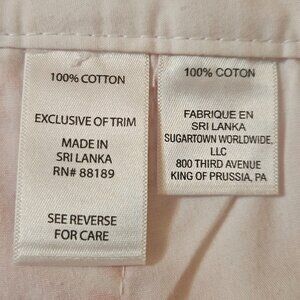 100% COTTON
EXCLUSIVE OF TRIM
MADE IN
SRI LANKA
RN# 88189
SEE REVERSE
FOR CARE
100% COTON
FABRIQUE EN
SRI LANKA
SUGARTOWN WORLDWIDE,
LLC
800 THIRD AVENUE
KING OF PRUSSIA, PA